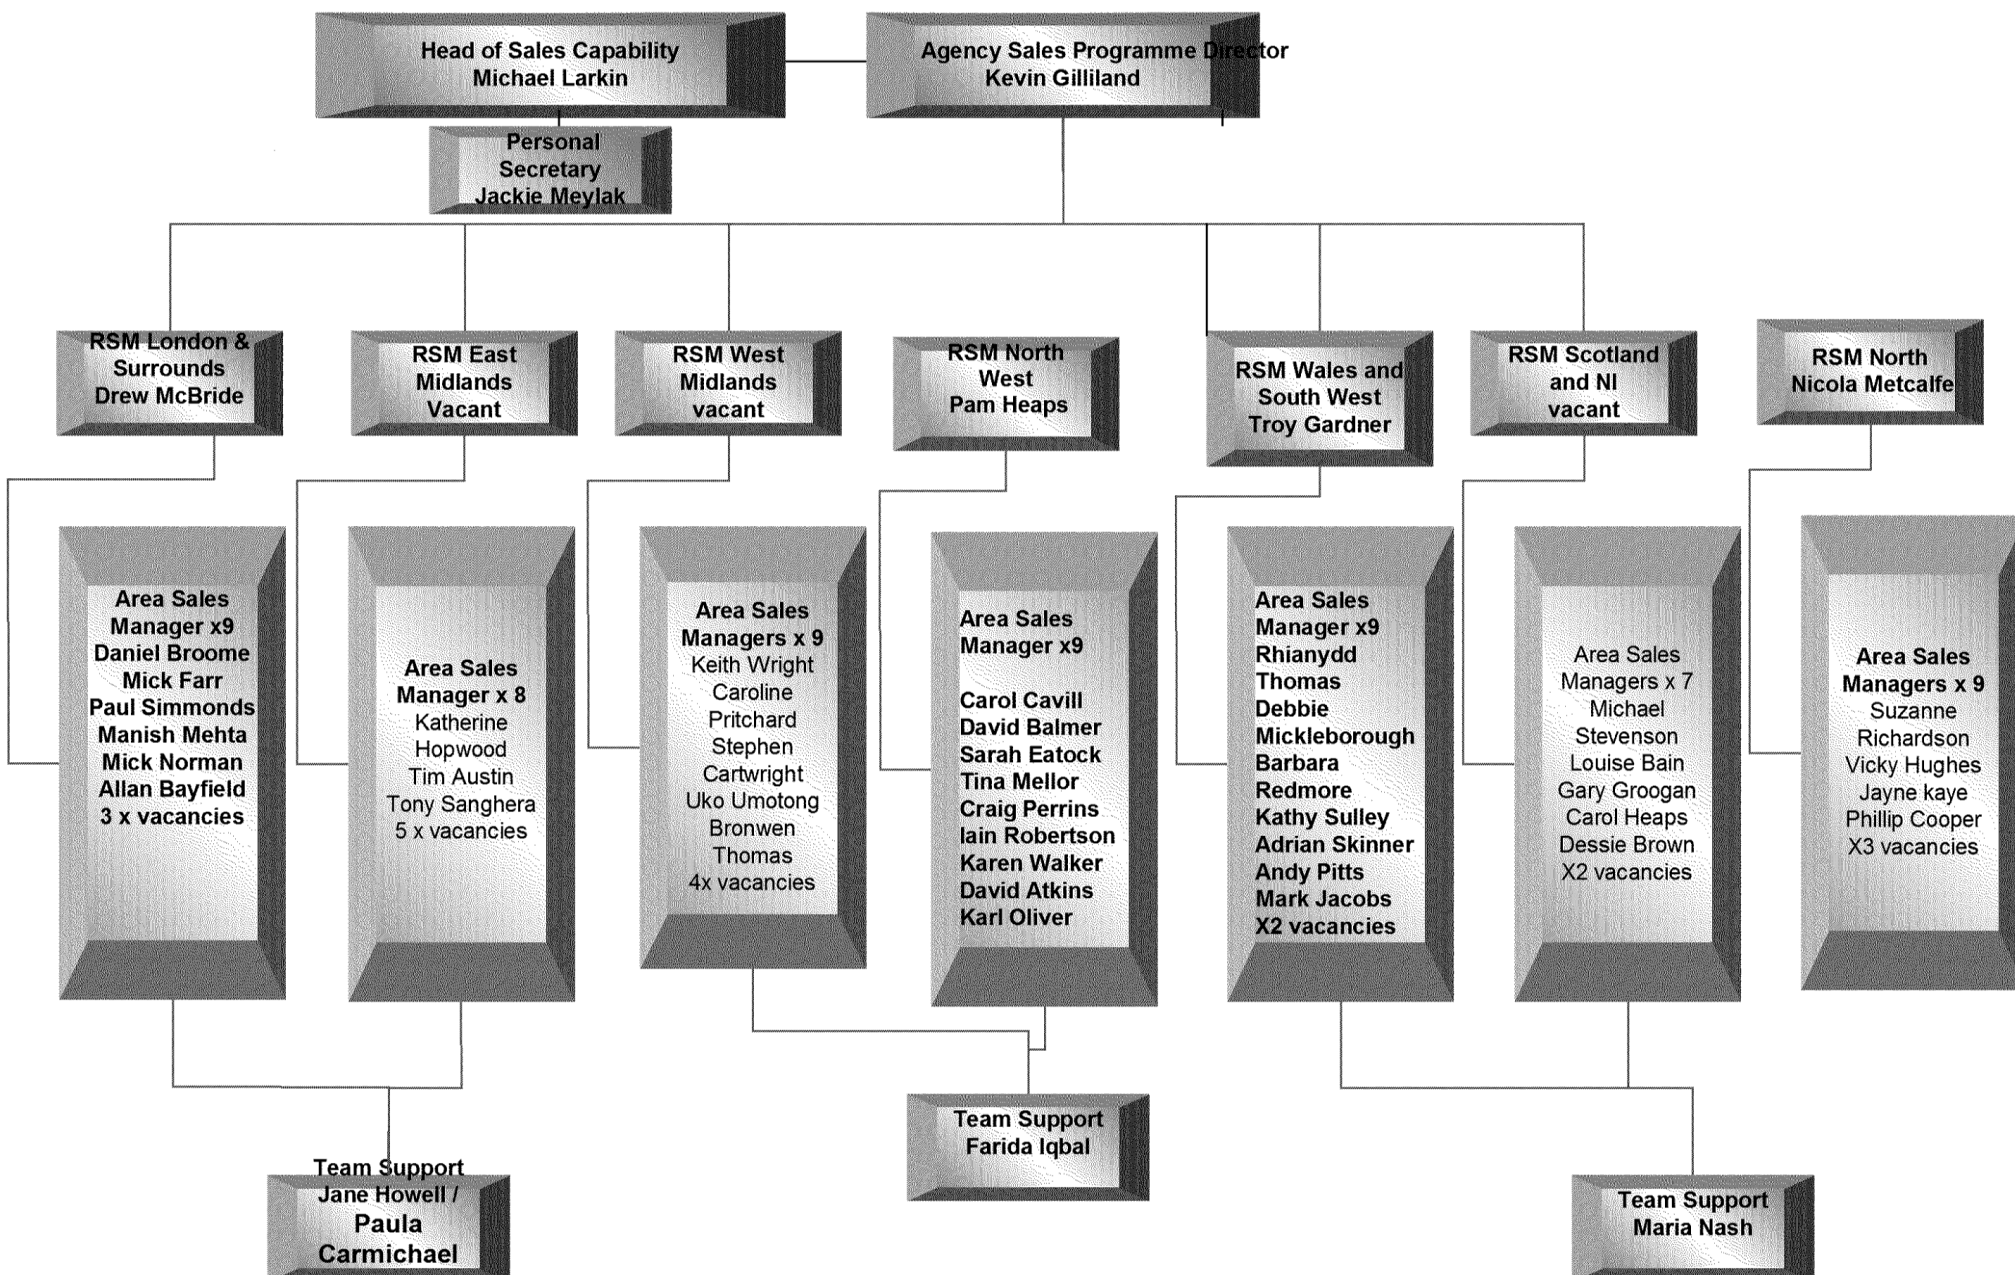 Head of Sales Capability
Michael Larkin
Agency Sales Programme Director
Kevin Gilliland
Personal
Secretary
Jackie Meylak
RSM London &
Surrounds
Drew McBride
RSM East
Midlands
Vacant
RSM West
Midlands
vacant
RSM North
West
Pam Heaps
RSM Wales and
South West
Troy Gardner
RSM Scotland
and NI
vacant
RSM North
Nicola Metcalfe
Area Sales
Manager x9
Daniel Broome
Mick Farr
Paul Simmonds
Manish Mehta
Mick Norman
Allan Bayfield
3 x vacancies
Area Sales
Manager x 8
Katherine
Hopwood
Tim Austin
Tony Sanghera
5 x vacancies
Area Sales
Managers x 9
Keith Wright
Caroline
Pritchard
Stephen
Cartwright
Uko Umotong
Bronwen
Thomas
4x vacancies
Area Sales
Manager x9
Carol Cavill
David Balmer
Sarah Eatock
Tina Mellor
Craig Perrins
Iain Robertson
Karen Walker
David Atkins
Karl Oliver
Area Sales
Manager x9
Rhianydd
Thomas
Debbie
Mickleborough
Barbara
Redmore
Kathy Sulley
Adrian Skinner
Andy Pitts
Mark Jacobs
X2 vacancies
Area Sales
Managers x 7
Michael
Stevenson
Louise Bain
Gary Groogan
Carol Heaps
Dessie Brown
X2 vacancies
Area Sales
Managers x 9
Suzanne
Richardson
Vicky Hughes
Jayne kaye
Phillip Cooper
X3 vacancies
Team Support
Jane Howell /
Paula
Carmichael
Team Support
Farida Iqbal
Team Support
Maria Nash